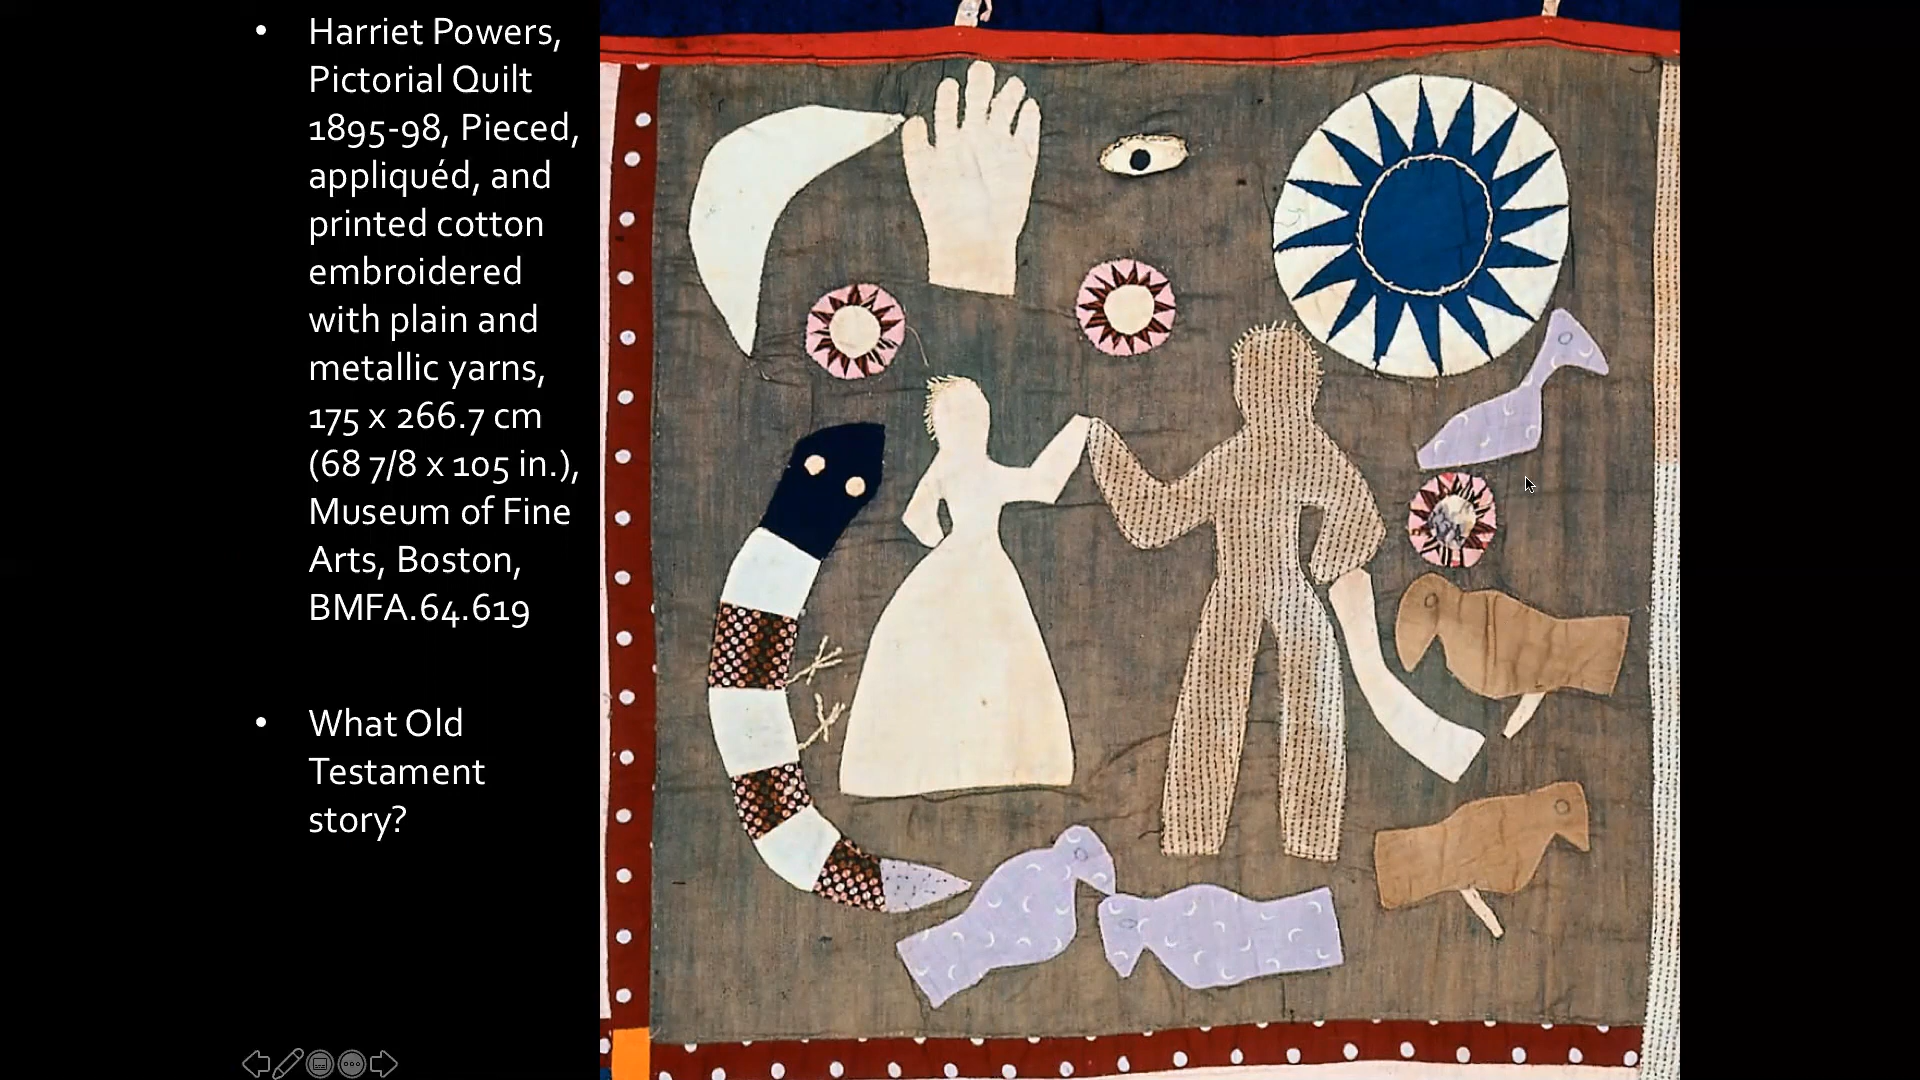 • Harriet Powers,
Pictorial Quilt
1895-98, Pieced,
appliquéd, and
printed cotton
embroidered
with plain and
metallic yarns,
175 x 266.7 cm
(68 7/8 x 105 in.),
Museum of Fine
Arts, Boston,
BMFA.64.619
• What Old
Testament
story?